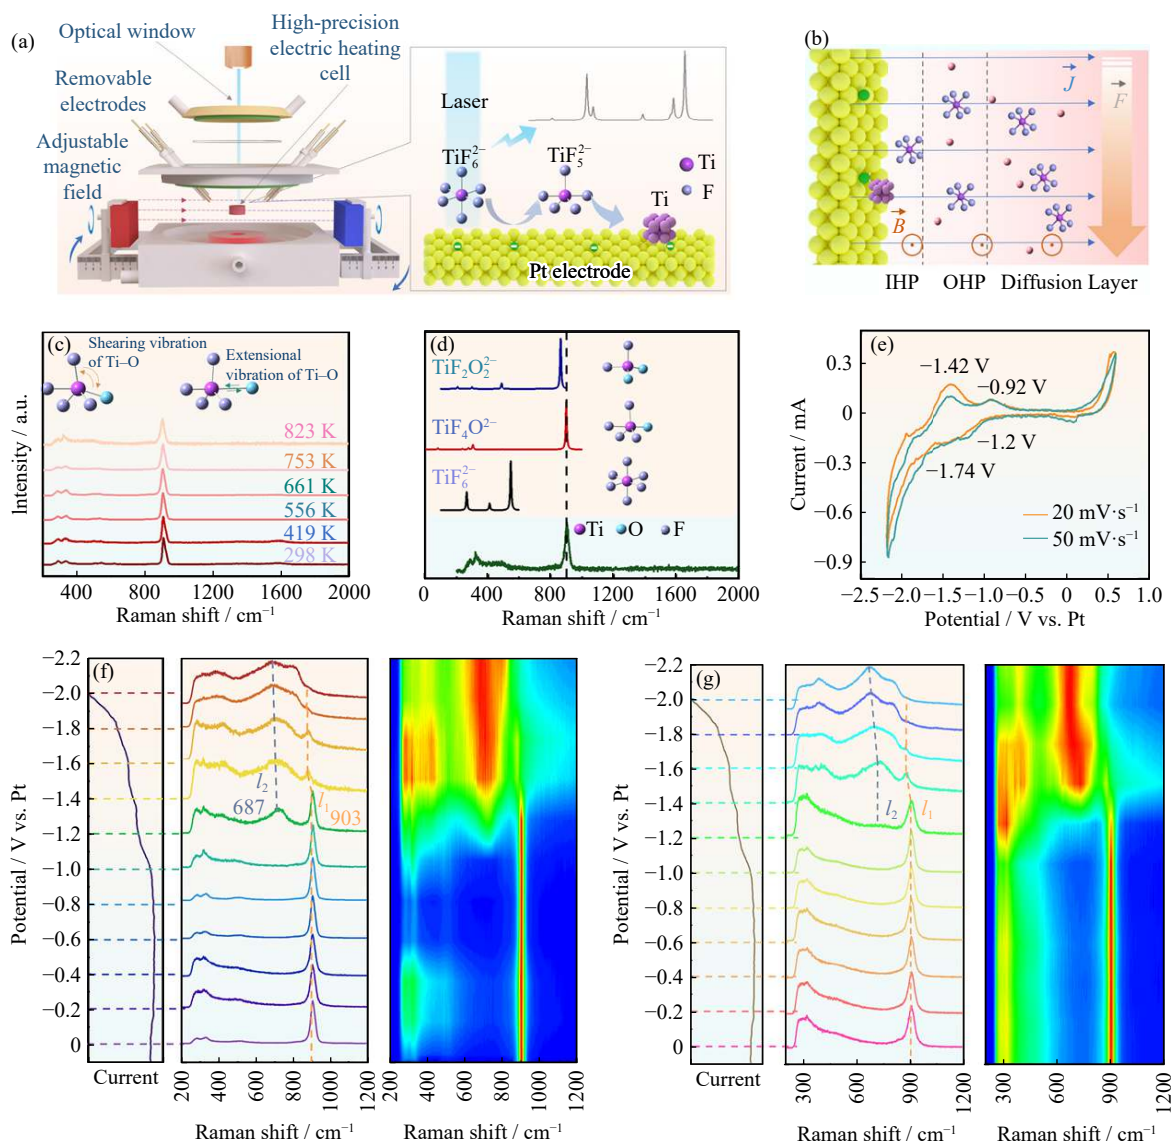 (a)
Optical window
High-precision
electric heating
cell
Removable
electrodes
Adjustable
magnetic
field
Laser
TiF₆²⁻
TiF₅²⁻
Ti
Ti
F
Pt electrode
(b)
J
F
B
IHP
OHP
Diffusion Layer
(c)
Shearing vibration
of Ti–O
Extensional
vibration of Ti–O
823 K
753 K
661 K
556 K
419 K
298 K
Intensity / a.u.
400
800
1200
1600
2000
Raman shift / cm⁻¹
(d)
TiF₂O₂²⁻
TiF₄O²⁻
TiF₆²⁻
Ti
O
F
0
400
800
1200
1600
2000
Raman shift / cm⁻¹
(e)
0.3
0
−0.3
−0.6
−0.9
Current / mA
−1.42 V
−0.92 V
−1.2 V
−1.74 V
20 mV·s⁻¹
50 mV·s⁻¹
−2.5
−2.0
−1.5
−1.0
−0.5
0
0.5
1.0
Potential / V vs. Pt
(f)
−2.2
−2.0
−1.8
−1.6
−1.4
−1.2
−1.0
−0.8
−0.6
−0.4
−0.2
0
Potential / V vs. Pt
Current
l₂
687
l₁
903
200
400
600
800
1000
1200
Raman shift / cm⁻¹
200
400
600
800
1000
1200
Raman shift / cm⁻¹
(g)
−2.2
−2.0
−1.8
−1.6
−1.4
−1.2
−1.0
−0.8
−0.6
−0.4
−0.2
0
Potential / V vs. Pt
Current
l₂
l₁
300
600
900
1200
Raman shift / cm⁻¹
300
600
900
1200
Raman shift / cm⁻¹